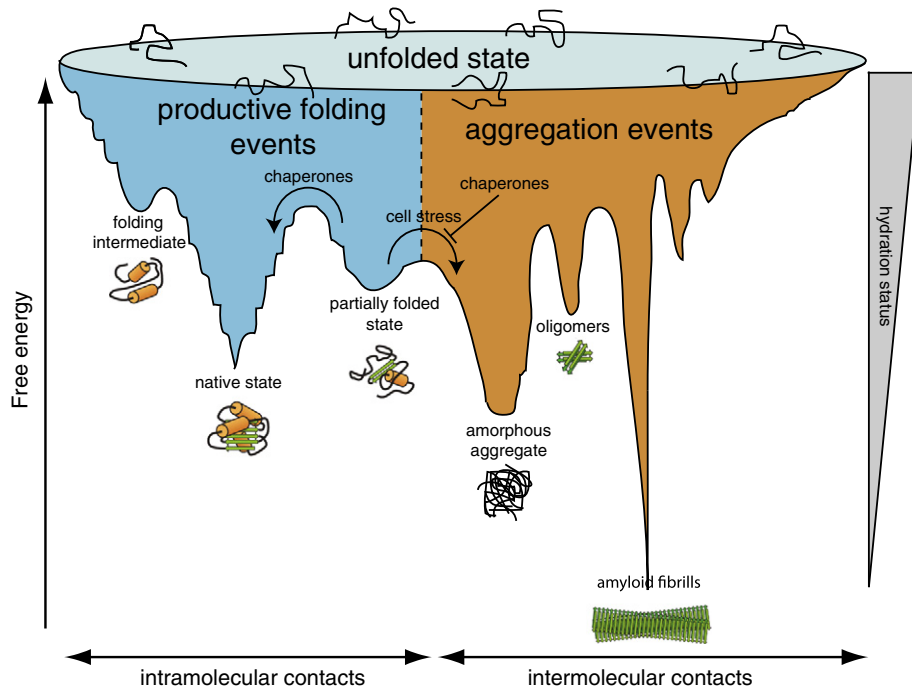 unfolded state
productive folding
events
aggregation events
chaperones
chaperones
cell stress
folding
intermediate
partially folded
state
oligomers
native state
amorphous
aggregate
amyloid fibrills
Free energy
hydration status
intramolecular contacts
intermolecular contacts